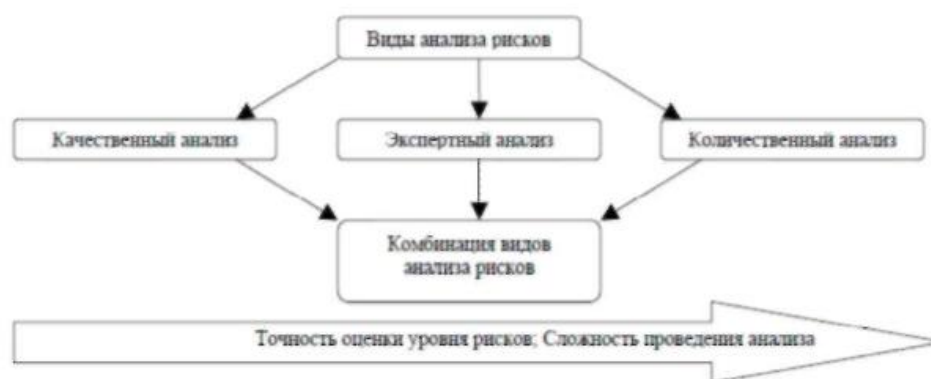 Виды анализа рисков
Качественный анализ
Экспертный анализ
Количественный анализ
Комбинация видов
анализа рисков
Точность оценки уровня рисков; Сложность проведения анализа